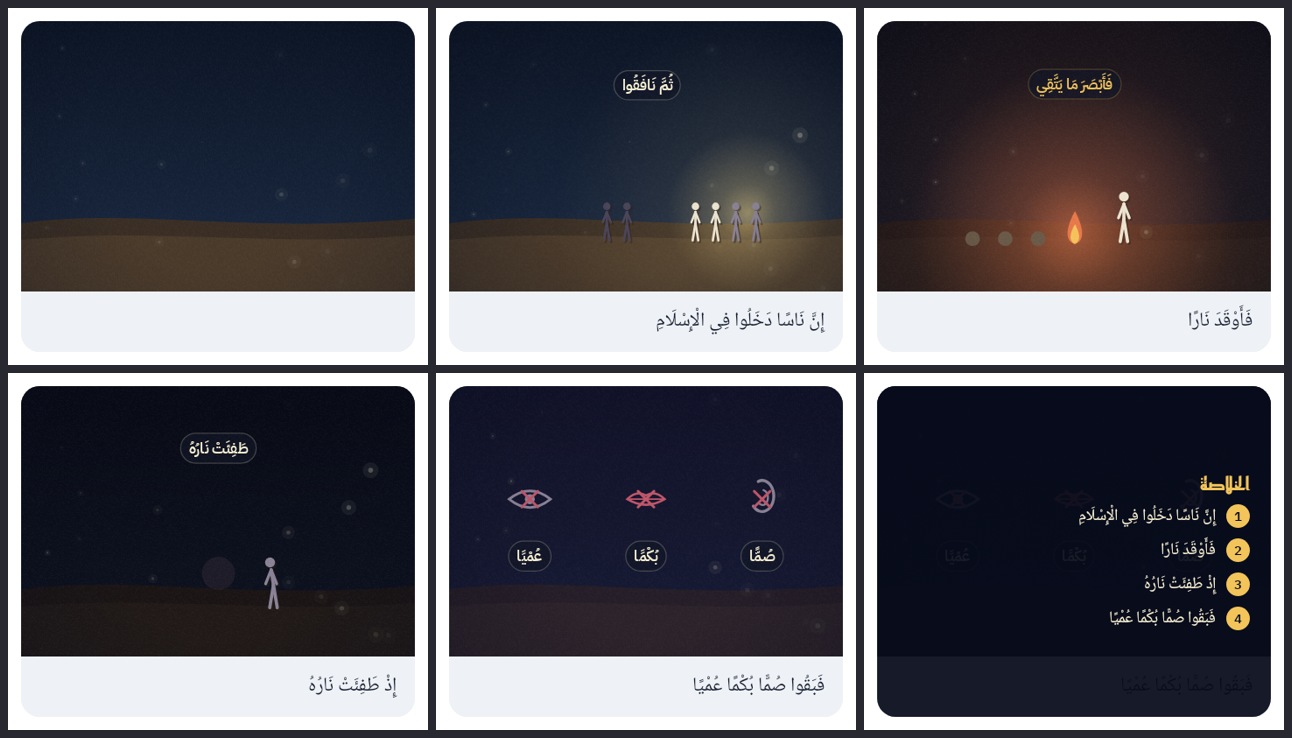 ثُمَّ نَافَقُوا
إِنَّ نَاسًا دَخَلُوا فِي الْإِسْلَامِ
فَأَبْصَرَ مَا يَتَّقِي
فَأَوْقَدَ نَارًا
طَفِئَتْ نَارُهُ
إِذْ طَفِئَتْ نَارُهُ
صُمًّا
بُكْمًا
عُمْيًا
فَبَقُوا صُمًّا بُكْمًا عُمْيًا
الخلاصة
1 إِنَّ نَاسًا دَخَلُوا فِي الْإِسْلَامِ
2 فَأَوْقَدَ نَارًا
3 إِذْ طَفِئَتْ نَارُهُ
4 فَبَقُوا صُمًّا بُكْمًا عُمْيًا
بُكْمًا
عُمْيًا
فَبَقُوا صُمًّا بُكْمًا عُمْيًا